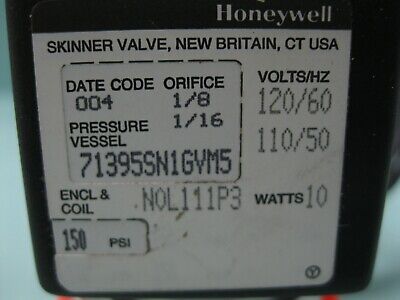 Honeywell
SKINNER VALVE, NEW BRITAIN, CT USA
DATE CODE ORIFICE
004 1/8
1/16
PRESSURE
VESSEL
71395SN1GVM5
VOLTS/HZ
120/60
110/50
ENCL &
COIL
NOL111P3
WATTS 10
150 PSI
Y